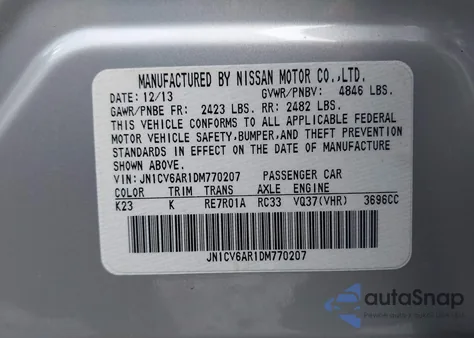 MANUFACTURED BY NISSAN MOTOR CO.,LTD.
DATE: 12/13 GVWR/PNBV: 4846 LBS.
GAWR/PNBE FR: 2423 LBS. RR: 2482 LBS.
THIS VEHICLE CONFORMS TO ALL APPLICABLE FEDERAL
MOTOR VEHICLE SAFETY,BUMPER,AND THEFT PREVENTION
STANDARDS IN EFFECT ON THE DATE OF MANUFACTURE
SHOWN ABOVE.
VIN: JN1CV6AR1DM770207 PASSENGER CAR
COLOR TRIM TRANS AXLE ENGINE
K23 K RE7R01A RC33 VQ37(VHR) 3696CC
JN1CV6AR1DM770207
autoSnap